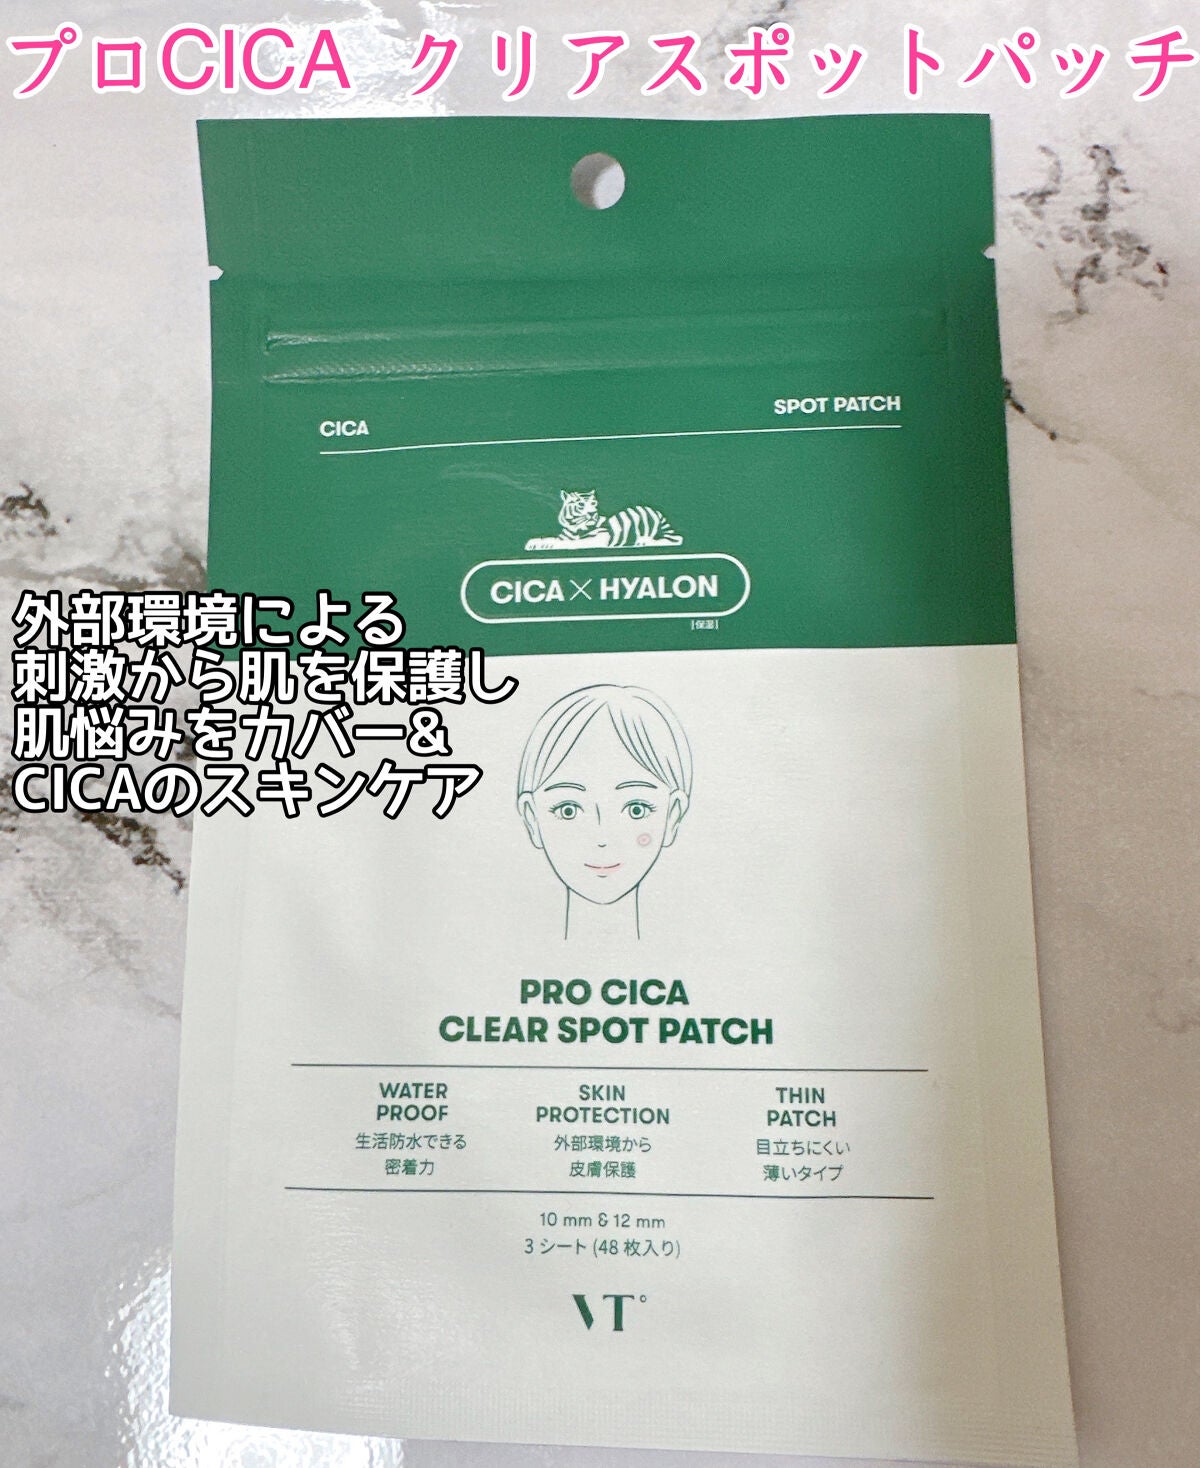 プロCICA クリアスポットパッチ
CICA
SPOT PATCH
CICA×HYALON
[保湿]
外部環境による
刺激から肌を保護し
肌悩みをカバー&
CICAのスキンケア
PRO CICA
CLEAR SPOT PATCH
WATER
PROOF
生活防水できる
密着力
SKIN
PROTECTION
外部環境から
皮膚保護
THIN
PATCH
目立ちにくい
薄いタイプ
10 mm & 12 mm
3 シート (48 枚入り)
VT°